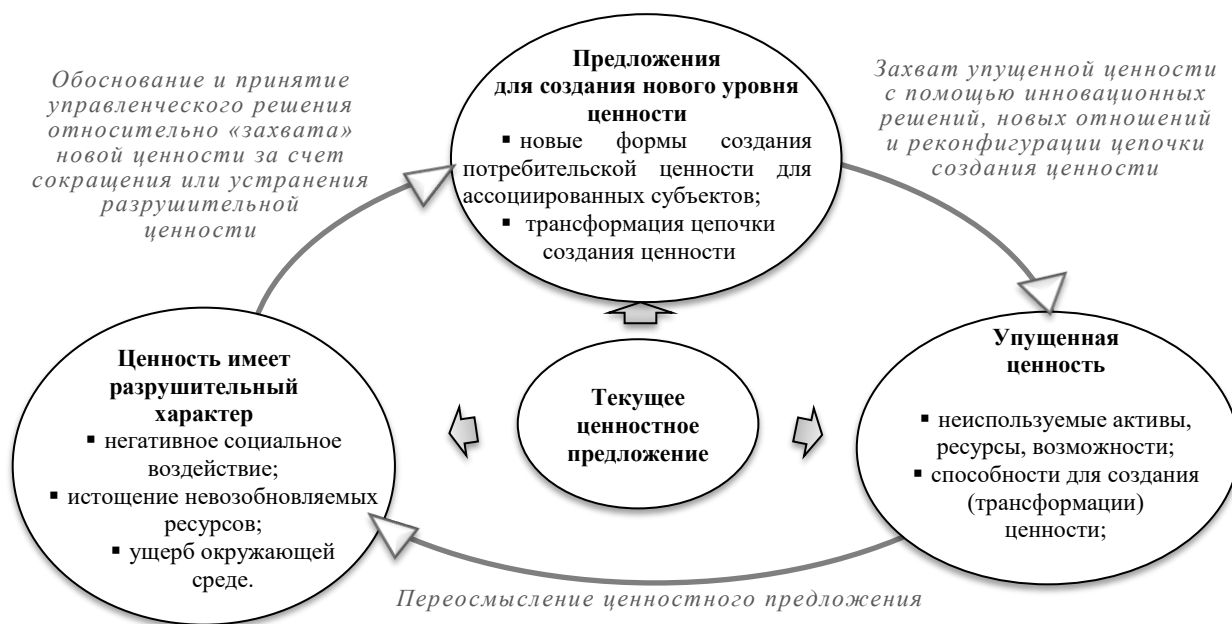 Обоснование и принятие
управленческого решения
относительно «захвата»
новой ценности за счет
сокращения или устранения
разрушительной
ценности
Предложения
для создания нового уровня
ценности
▪ новые формы создания
потребительской ценности для
ассоциированных субъектов;
▪ трансформация цепочки
создания ценности
Захват упущенной ценности
с помощью инновационных
решений, новых отношений
и реконфигурации цепочки
создания ценности
Ценность имеет
разрушительный
характер
▪ негативное социальное
воздействие;
▪ истощение невозобновляемых
ресурсов;
▪ ущерб окружающей
среде.
Текущее
ценностное
предложение
Упущенная
ценность
▪ неиспользуемые активы,
ресурсы, возможности;
▪ способности для создания
(трансформации)
ценности;
Переосмысление ценностного предложения